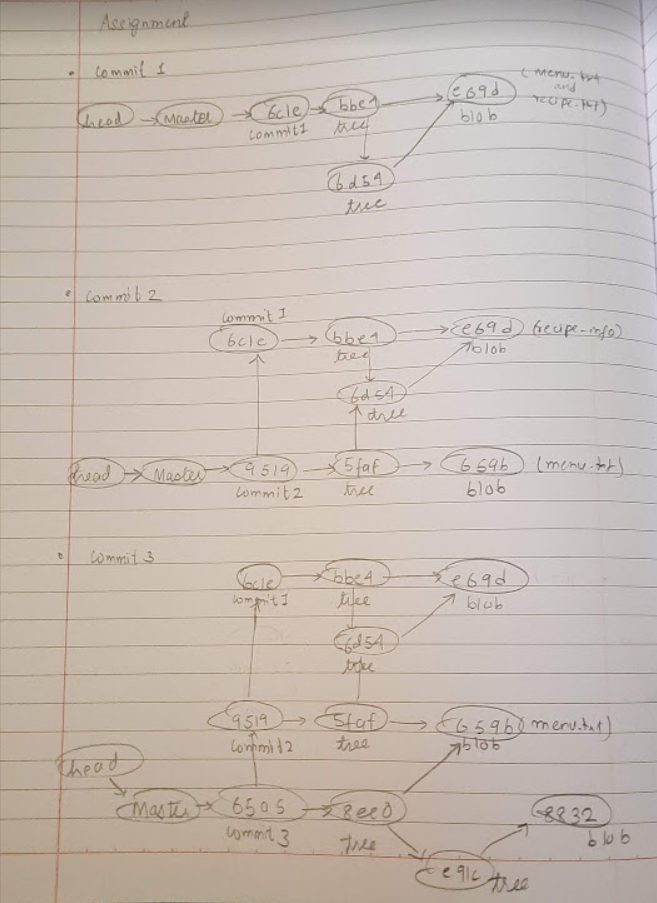 Assignment
• Commit 1
head Master 6c1e bbe4 e69d (menu.txt
and
recipe.txt)
commit1 tree blob
6d54
tree
• Commit 2
commit 1
6c1e bbe4 e69d (recipe-info)
tree blob
6d54
tree
head Master 9519 5faf 659b (menu.txt)
commit2 tree blob
• Commit 3
6c1e bbe4 e69d
commit1 tree blob
6d54
tree
9519 5faf 659b (menu.txt)
commit2 tree blob
head
Master 6505 8ee0 8832
commit 3 tree blob
e91c tree